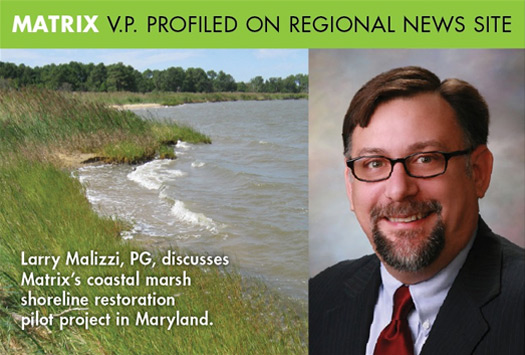 MATRIX V.P. PROFILED ON REGIONAL NEWS SITE
Larry Malizzi, PG, discusses
Matrix's coastal marsh
shoreline restoration
pilot project in Maryland.